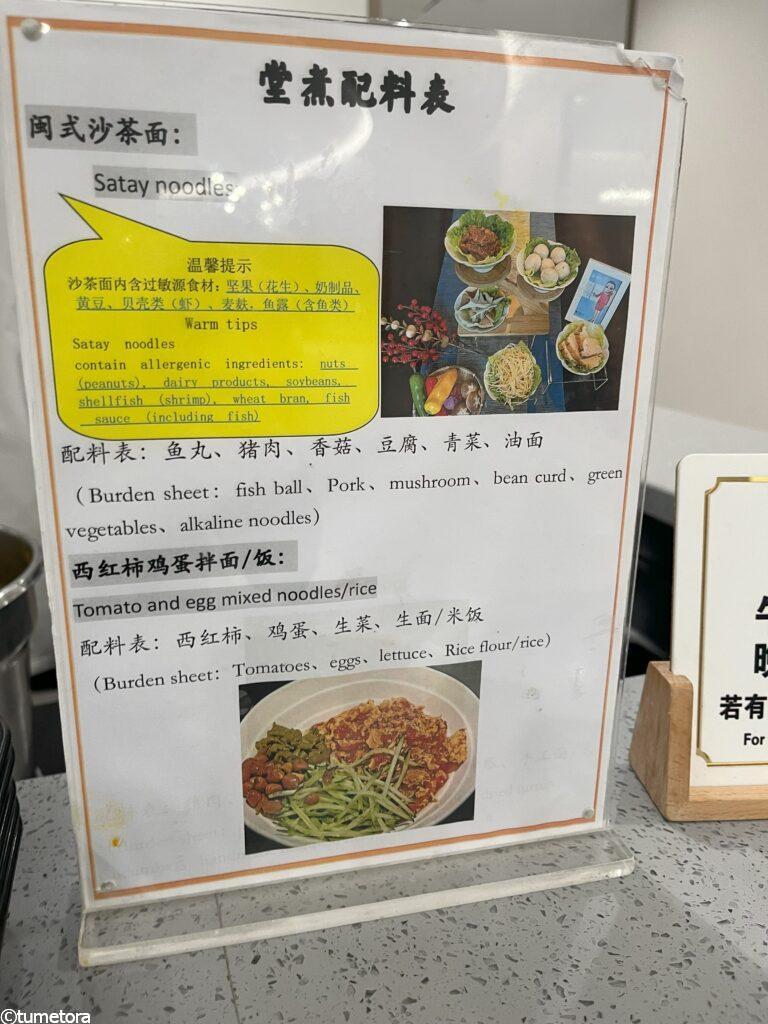 堂煮配料表
闽式沙茶面：
Satay noodles
温馨提示
沙茶面内含过敏源食材：坚果（花生）、奶制品、
黄豆、贝壳类（虾）、麦麸，鱼露（含鱼类）
Warm tips
Satay noodles
contain allergenic ingredients: nuts
(peanuts), dairy products, soybeans,
shellfish (shrimp), wheat bran, fish
sauce (including fish)
配料表：鱼丸、猪肉、香菇、豆腐、青菜、油面
（Burden sheet：fish ball、Pork、mushroom、bean curd、green
vegetables、alkaline noodles）
西红柿鸡蛋拌面/饭：
Tomato and egg mixed noodles/rice
配料表：西红柿、鸡蛋、生菜、生面/米饭
（Burden sheet：Tomatoes、eggs、lettuce、Rice flour/rice）
若有
For
©tumetora